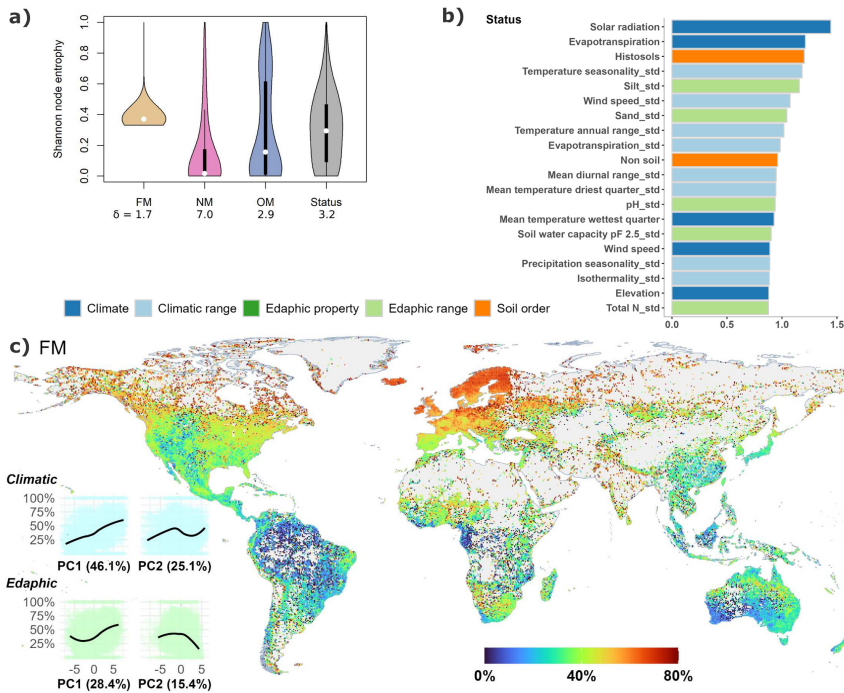 a)
Shannon node entrophy
1.0
0.8
0.6
0.4
0.2
0.0
FM NM OM Status
δ = 1.7 7.0 2.9 3.2
b) Status
Solar radiation
Evapotranspiration
Histosols
Temperature seasonality_std
Silt_std
Wind speed_std
Sand_std
Temperature annual range_std
Evapotranspiration_std
Non soil
Mean diurnal range_std
Mean temperature driest quarter_std
pH_std
Mean temperature wettest quarter
Soil water capacity pF 2.5_std
Wind speed
Precipitation seasonality_std
Isothermality_std
Elevation
Total N_std
0.0 0.5 1.0 1.5
Climate Climatic range Edaphic property Edaphic range Soil order
c) FM
Climatic
100%
75%
50%
25%
PC1 (46.1%) PC2 (25.1%)
Edaphic
100%
75%
50%
25%
-5 0 5 -5 0 5
PC1 (28.4%) PC2 (15.4%)
0% 40% 80%